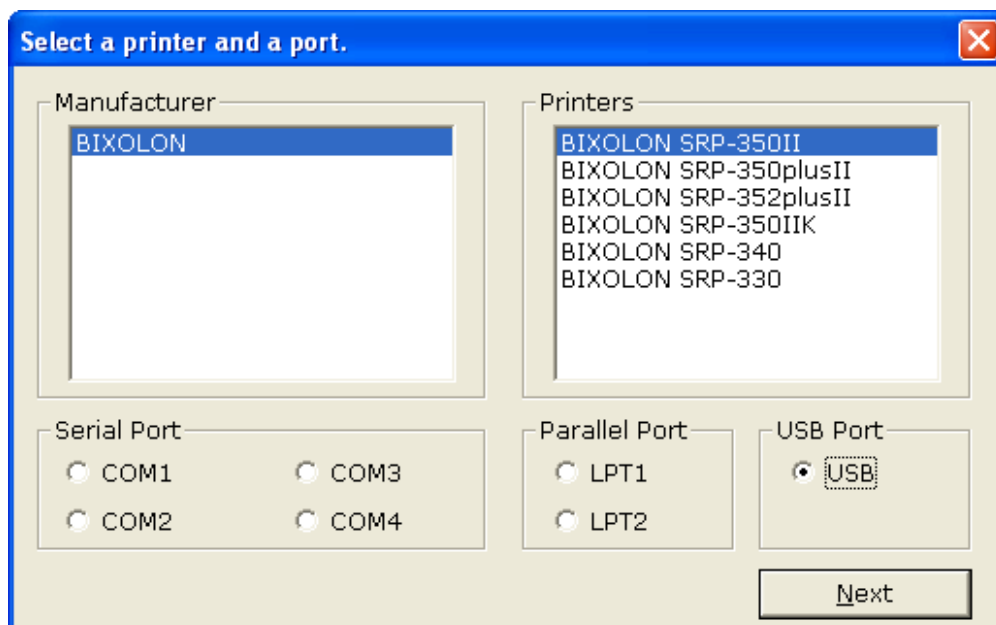 Select a printer and a port.
Manufacturer
BIXOLON
Printers
BIXOLON SRP-350II
BIXOLON SRP-350plusII
BIXOLON SRP-352plusII
BIXOLON SRP-350IIK
BIXOLON SRP-340
BIXOLON SRP-330
Serial Port
COM1
COM3
COM2
COM4
Parallel Port
LPT1
LPT2
USB Port
USB
Next